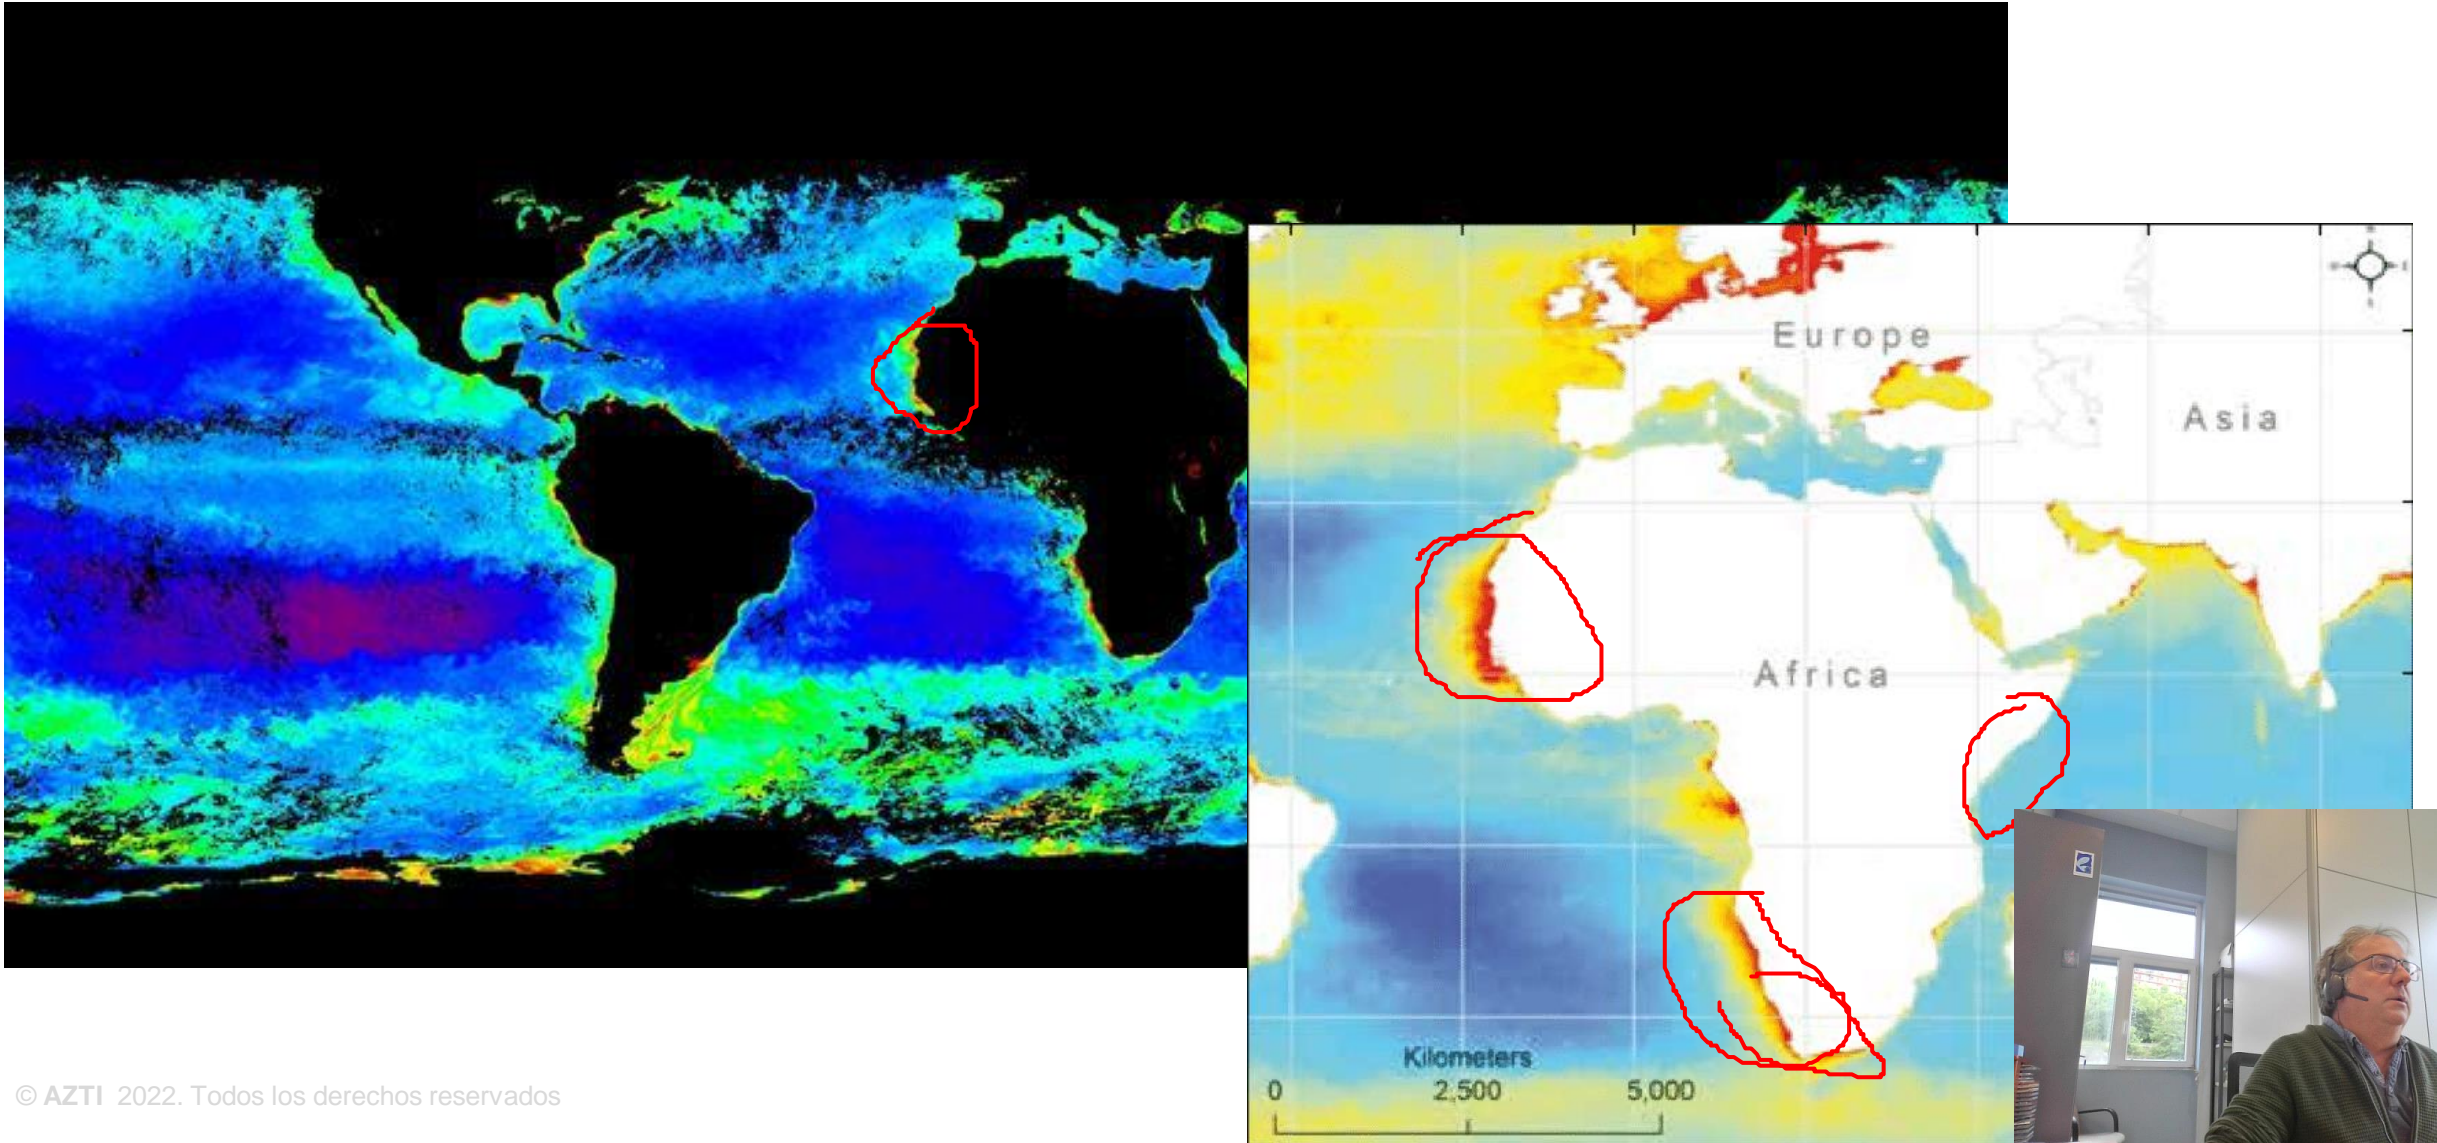 Europe
Asia
Africa
Kilometers
0 2,500 5,000
© AZTI 2022. Todos los derechos reservados